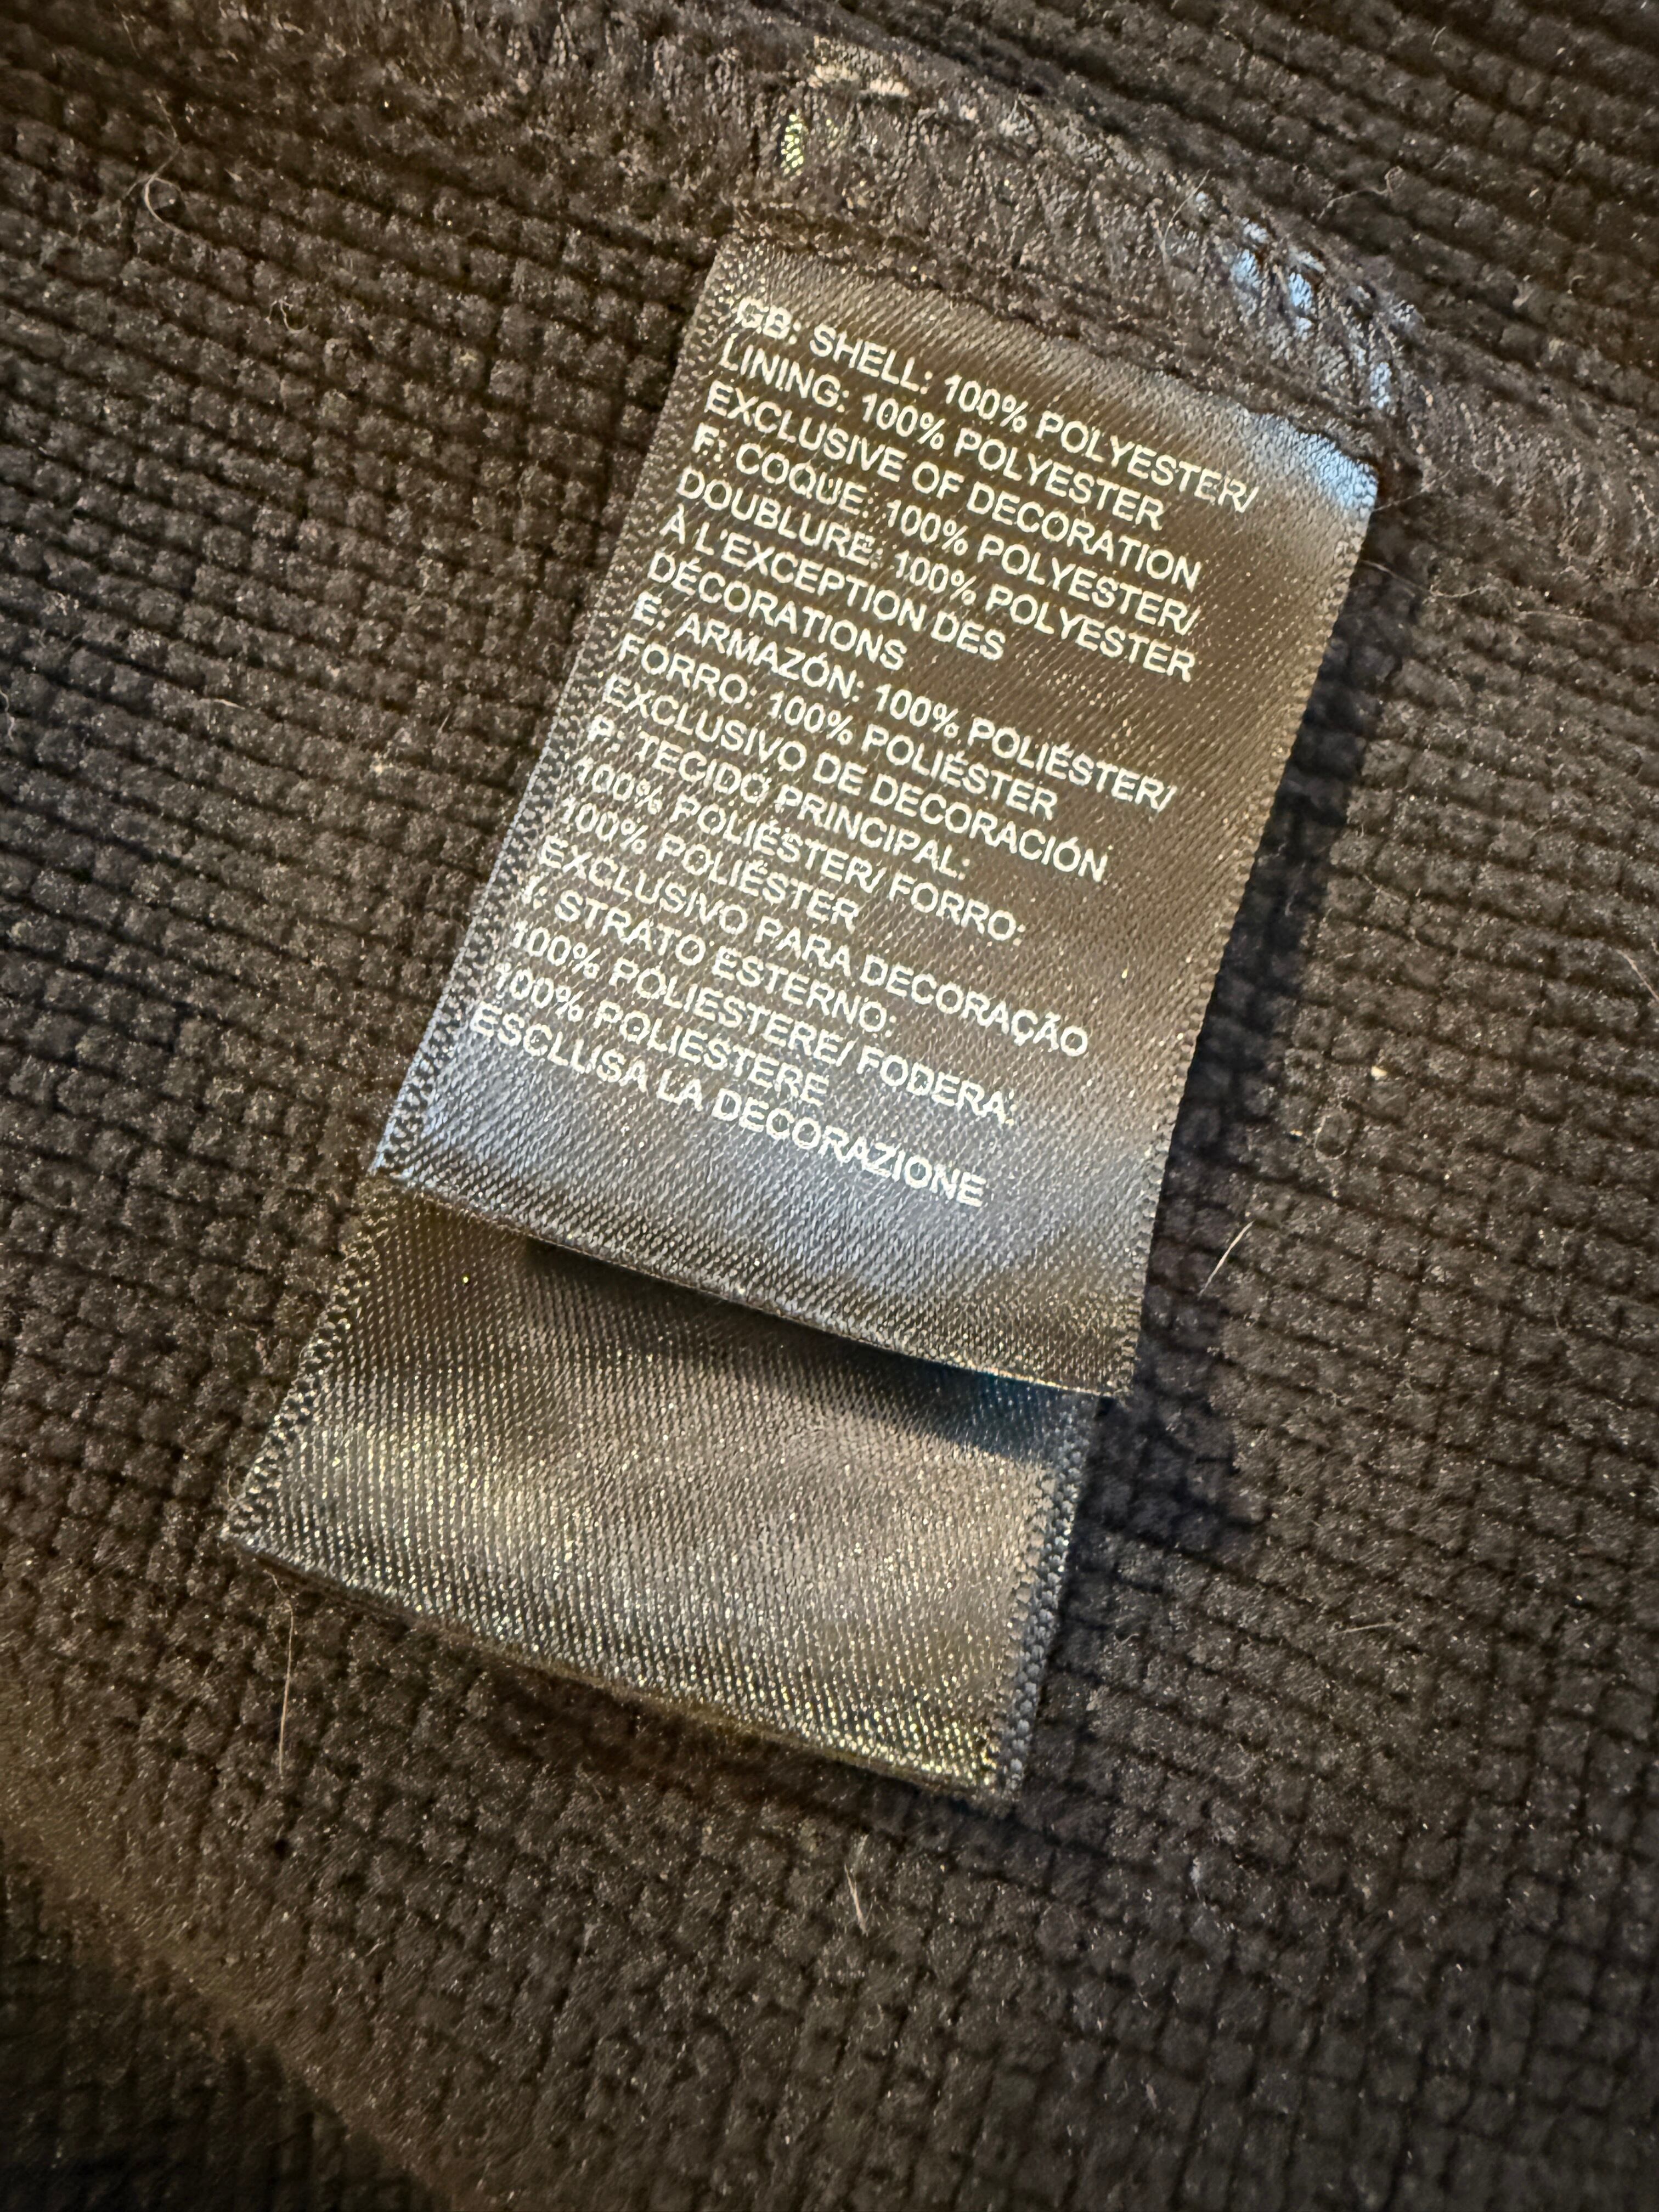 GB: SHELL: 100% POLYESTER/
LINING: 100% POLYESTER
EXCLUSIVE OF DECORATION
F: COQUE: 100% POLYESTER/
DOUBLURE: 100% POLYESTER
À L'EXCEPTION DES
DÉCORATIONS
E: ARMAZÓN: 100% POLIÉSTER/
FORRO: 100% POLIÉSTER
EXCLUSIVO DE DECORACIÓN
P: TECIDO PRINCIPAL:
100% POLIÉSTER/ FORRO:
100% POLIÉSTER
EXCLUSIVO PARA DECORAÇÃO
I: STRATO ESTERNO:
100% POLIESTERE/ FODERA:
100% POLIESTERE
ESCLUSA LA DECORAZIONE